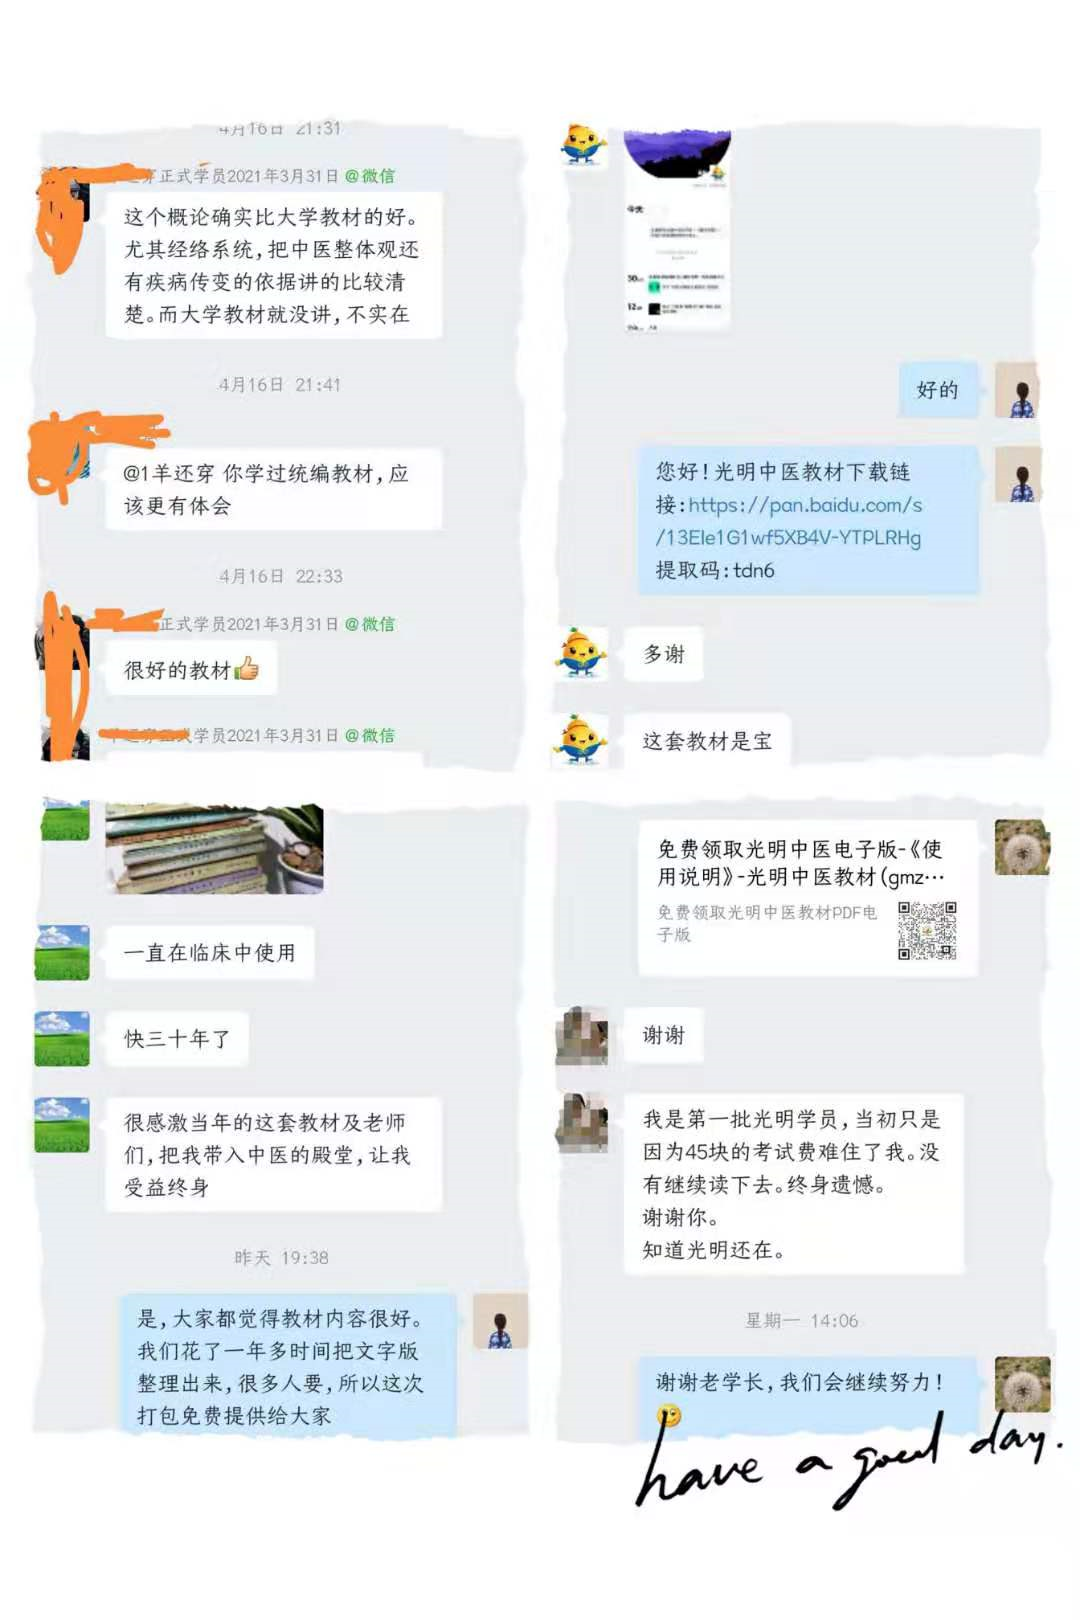 4月16日 21:31
正式学员2021年3月31日 @微信
这个概论确实比大学教材的好。
尤其经络系统,把中医整体观还
有疾病传变的依据讲的比较清
楚。而大学教材就没讲,不实在
4月16日 21:41
@1羊还穿 你学过统编教材,应
该更有体会
4月16日 22:33
正式学员2021年3月31日 @微信
很好的教材
学员2021年3月31日 @微信
今天
好的
您好!光明中医教材下载链
接:https://pan.baidu.com/s
/13Ele1G1wf5XB4V-YTPLRHg
提取码:tdn6
多谢
这套教材是宝
一直在临床中使用
快三十年了
很感激当年的这套教材及老师
们,把我带入中医的殿堂,让我
受益终身
昨天 19:38
是,大家都觉得教材内容很好。
我们花了一年多时间把文字版
整理出来,很多人要,所以这次
打包免费提供给大家
免费领取光明中医电子版-《使
用说明》-光明中医教材(gmz…
免费领取光明中医教材PDF电
子版
谢谢
我是第一批光明学员,当初只是
因为45块的考试费难住了我。没
有继续读下去。终身遗憾。
谢谢你。
知道光明还在。
星期一 14:06
谢谢老学长,我们会继续努力!
have a good day.